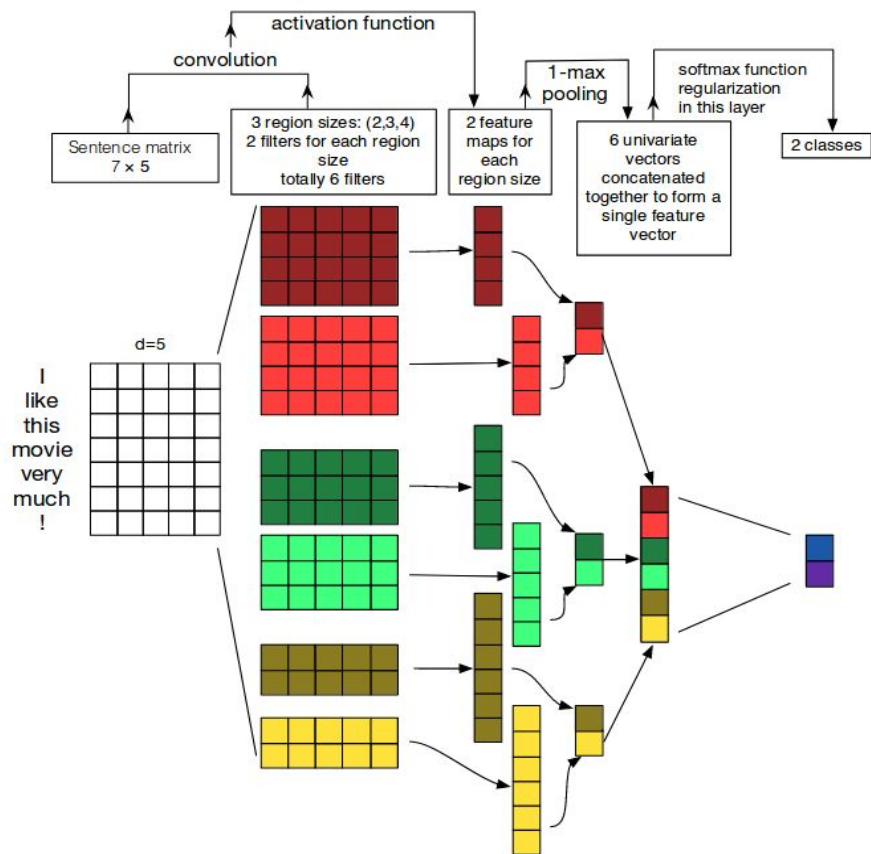 activation function
convolution
1-max
pooling
softmax function
regularization
in this layer
Sentence matrix
7 × 5
3 region sizes: (2,3,4)
2 filters for each region
size
totally 6 filters
2 feature
maps for
each
region size
6 univariate
vectors
concatenated
together to form a
single feature
vector
2 classes
d=5
I
like
this
movie
very
much
!